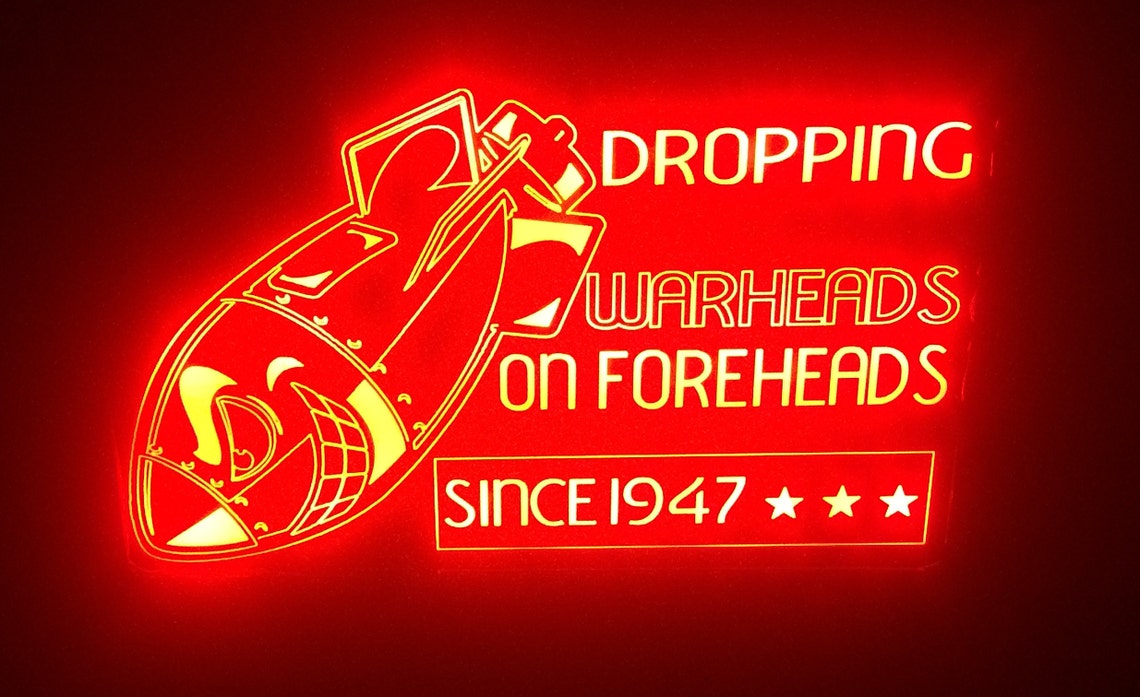 DROPPING
WARHEADS
ON FOREHEADS
SINCE 1947 ★ ★ ★